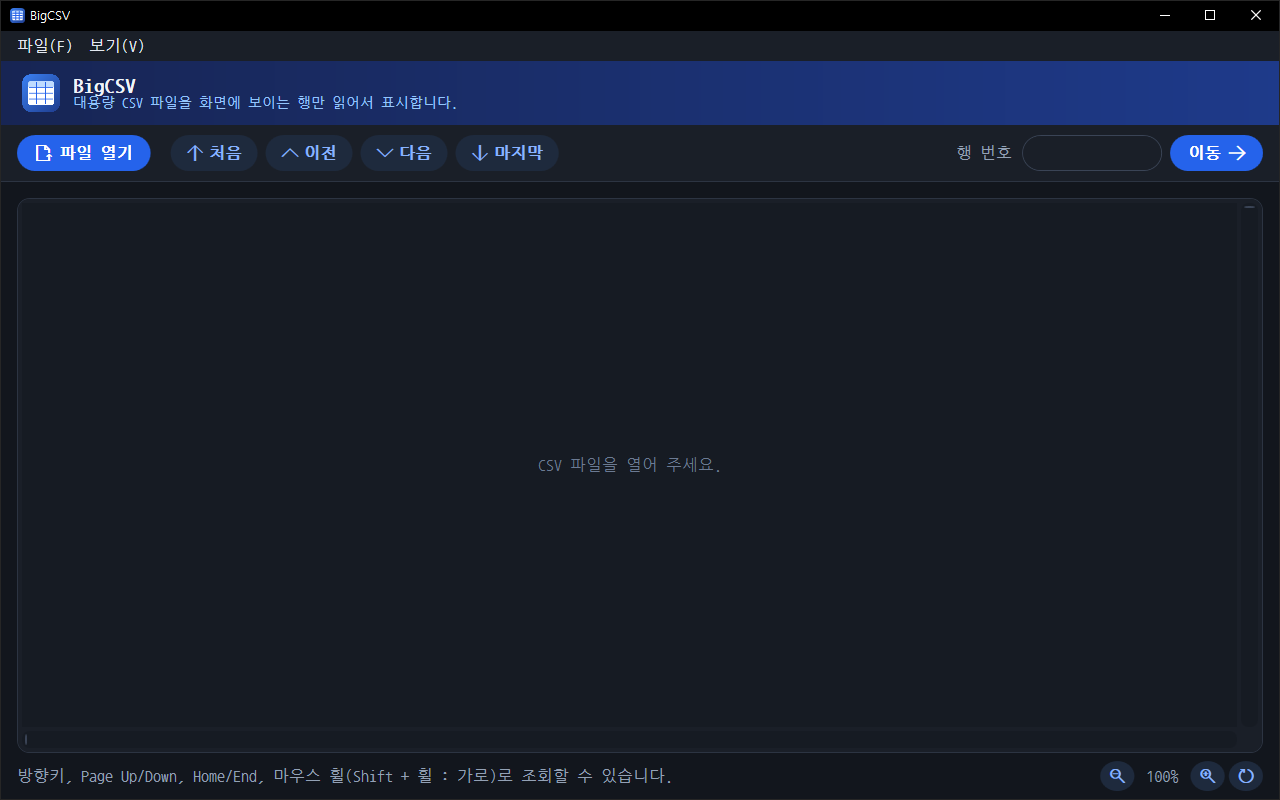 BigCSV
파일(F) 보기(V)
BigCSV
대용량 CSV 파일을 화면에 보이는 행만 읽어서 표시합니다.
파일 열기 처음 이전 다음 마지막 행 번호 이동
CSV 파일을 열어 주세요.
방향키, Page Up/Down, Home/End, 마우스 휠(Shift + 휠 : 가로)로 조회할 수 있습니다. 100%